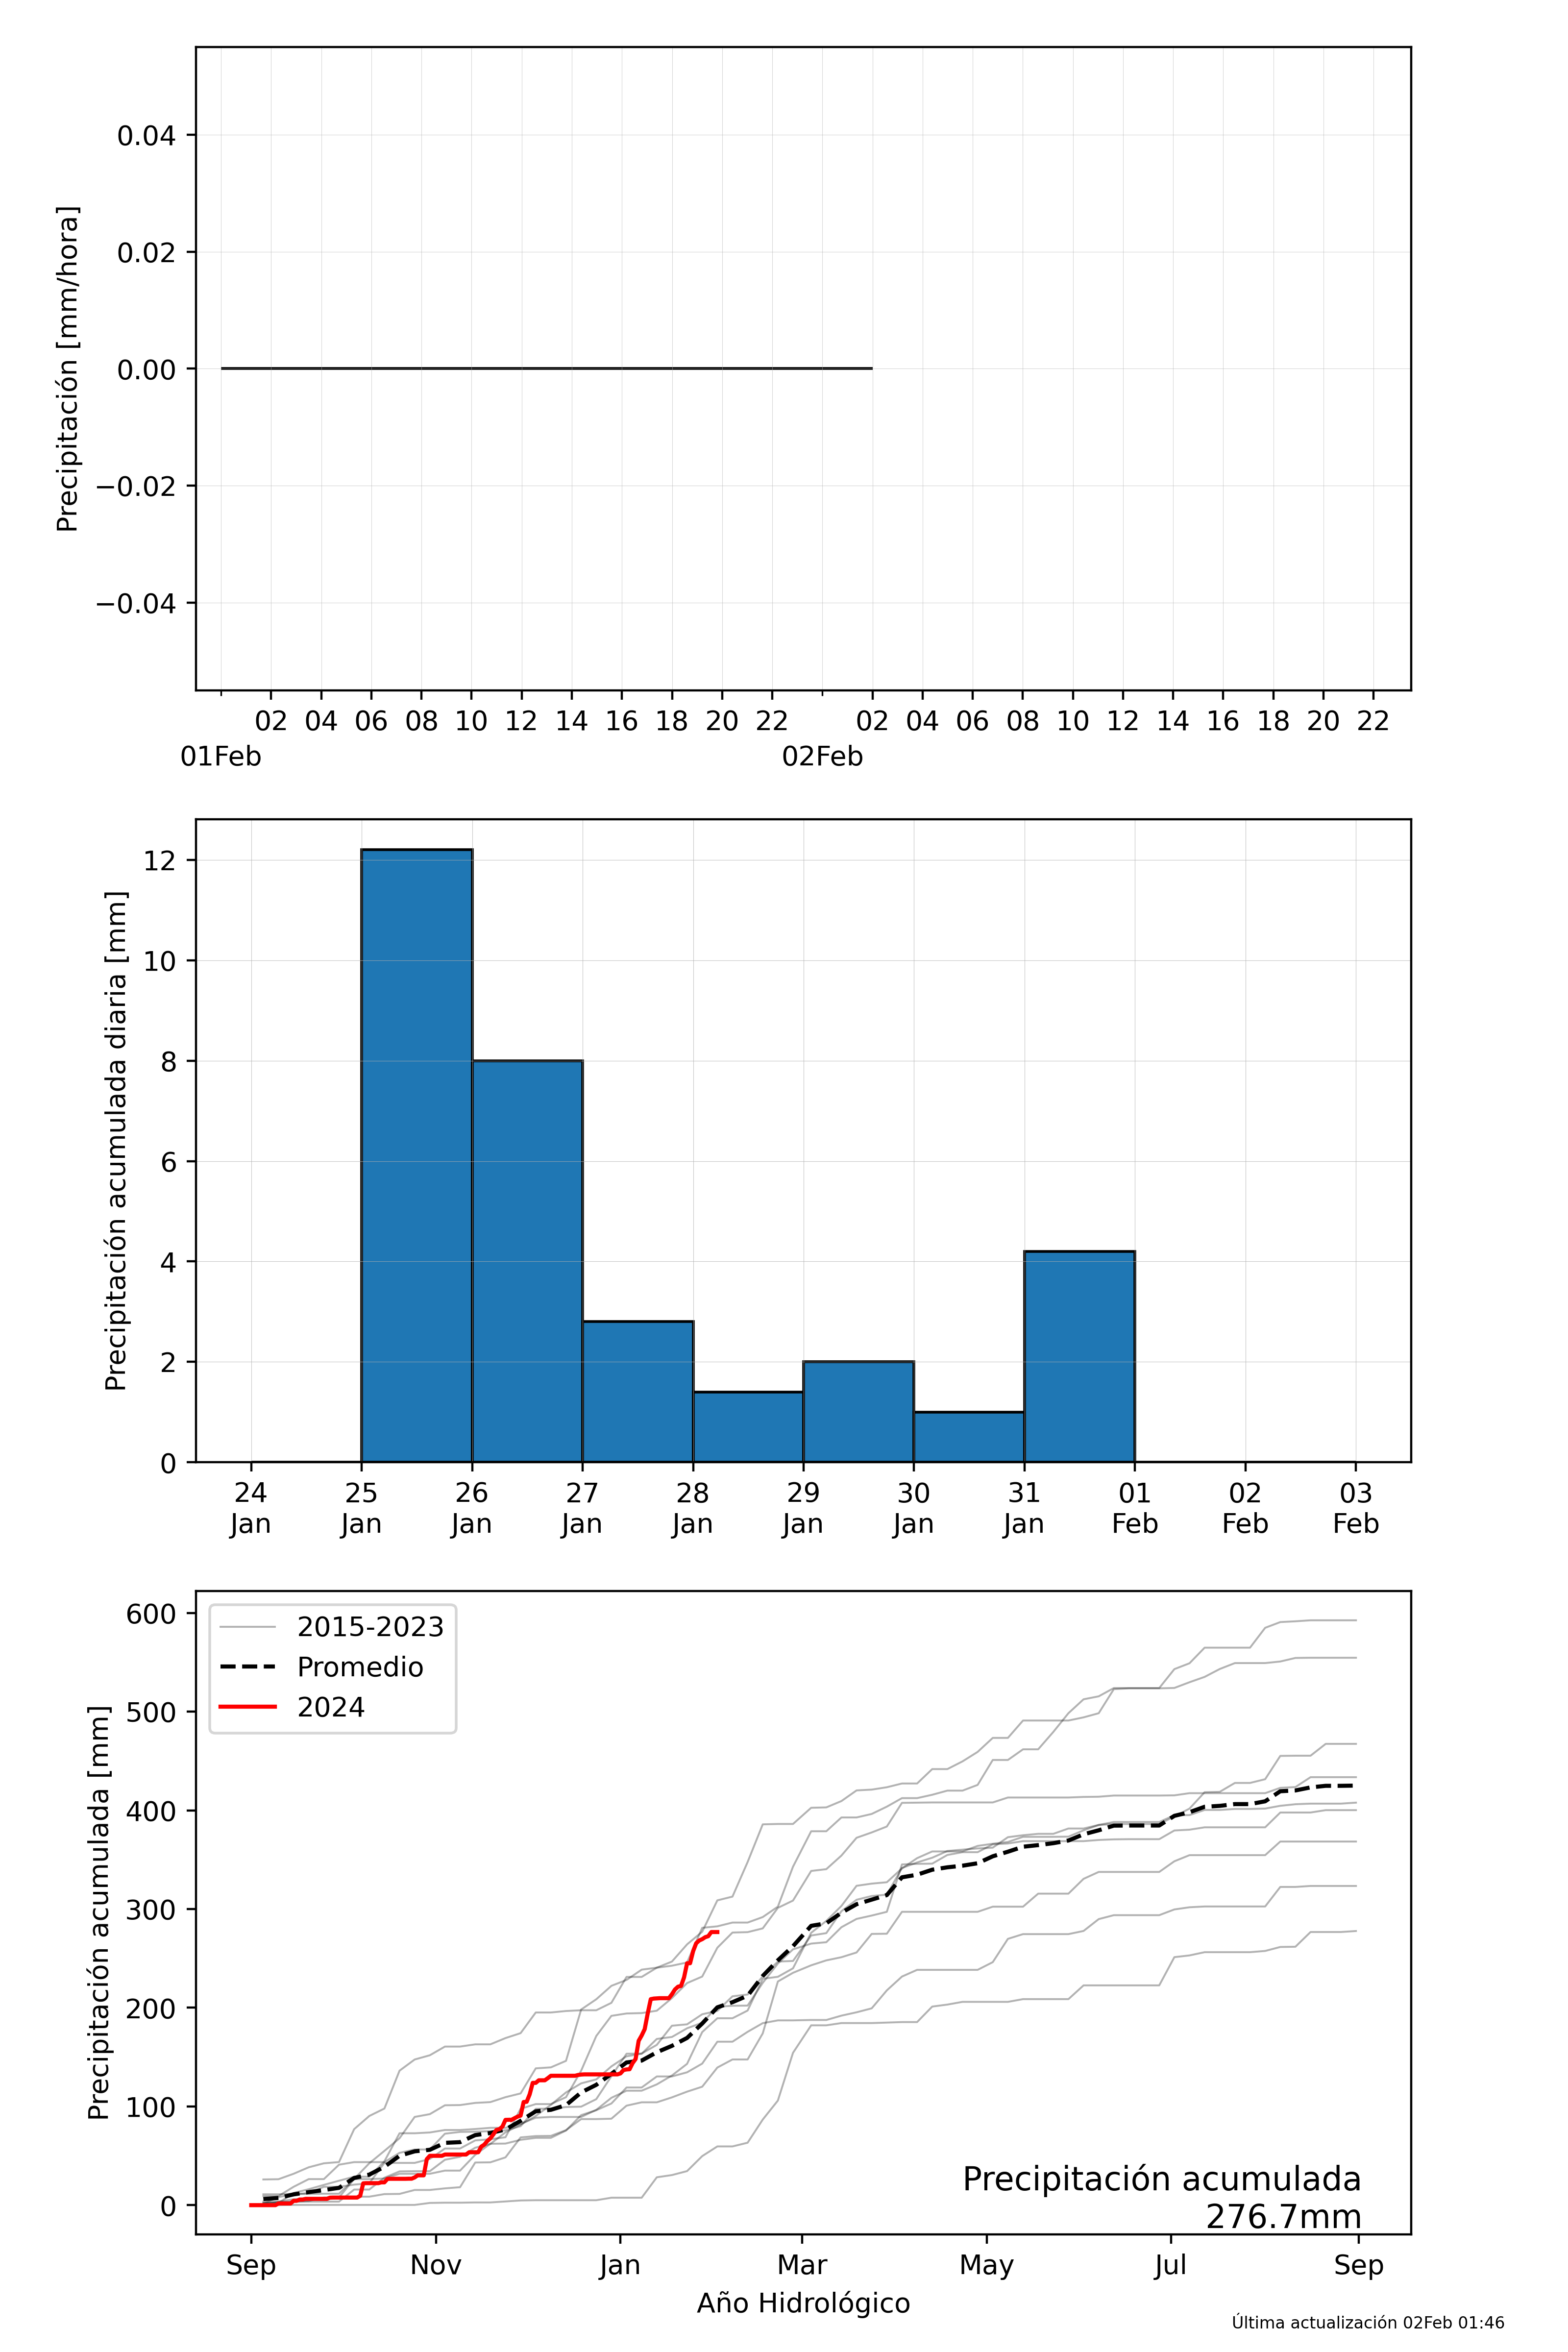 Precipitación [mm/hora]
0.04
0.02
0.00
−0.02
−0.04
02 04 06 08 10 12 14 16 18 20 22 02 04 06 08 10 12 14 16 18 20 22
01Feb 02Feb
Precipitación acumulada diaria [mm]
12
10
8
6
4
2
0
24 25 26 27 28 29 30 31 01 02 03
Jan Jan Jan Jan Jan Jan Jan Jan Feb Feb Feb
Precipitación acumulada [mm]
600
500
400
300
200
100
0
2015-2023
Promedio
2024
Precipitación acumulada
276.7mm
Sep Nov Jan Mar May Jul Sep
Año Hidrológico
Última actualización 02Feb 01:46